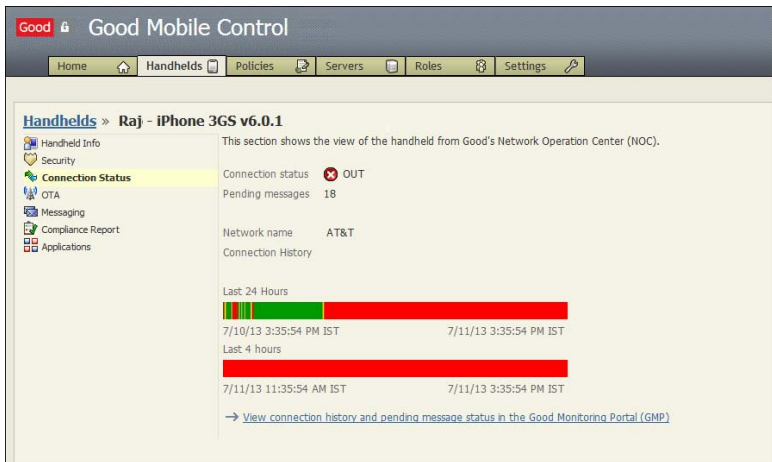 Good Good Mobile Control
Home Handhelds Policies Servers Roles Settings
Handhelds » Raj - iPhone 3GS v6.0.1
Handheld Info
Security
Connection Status
OTA
Messaging
Compliance Report
Applications
This section shows the view of the handheld from Good's Network Operation Center (NOC).
Connection status OUT
Pending messages 18
Network name AT&T
Connection History
Last 24 Hours
7/10/13 3:35:54 PM IST 7/11/13 3:35:54 PM IST
Last 4 hours
7/11/13 11:35:54 AM IST 7/11/13 3:35:54 PM IST
View connection history and pending message status in the Good Monitoring Portal (GMP)